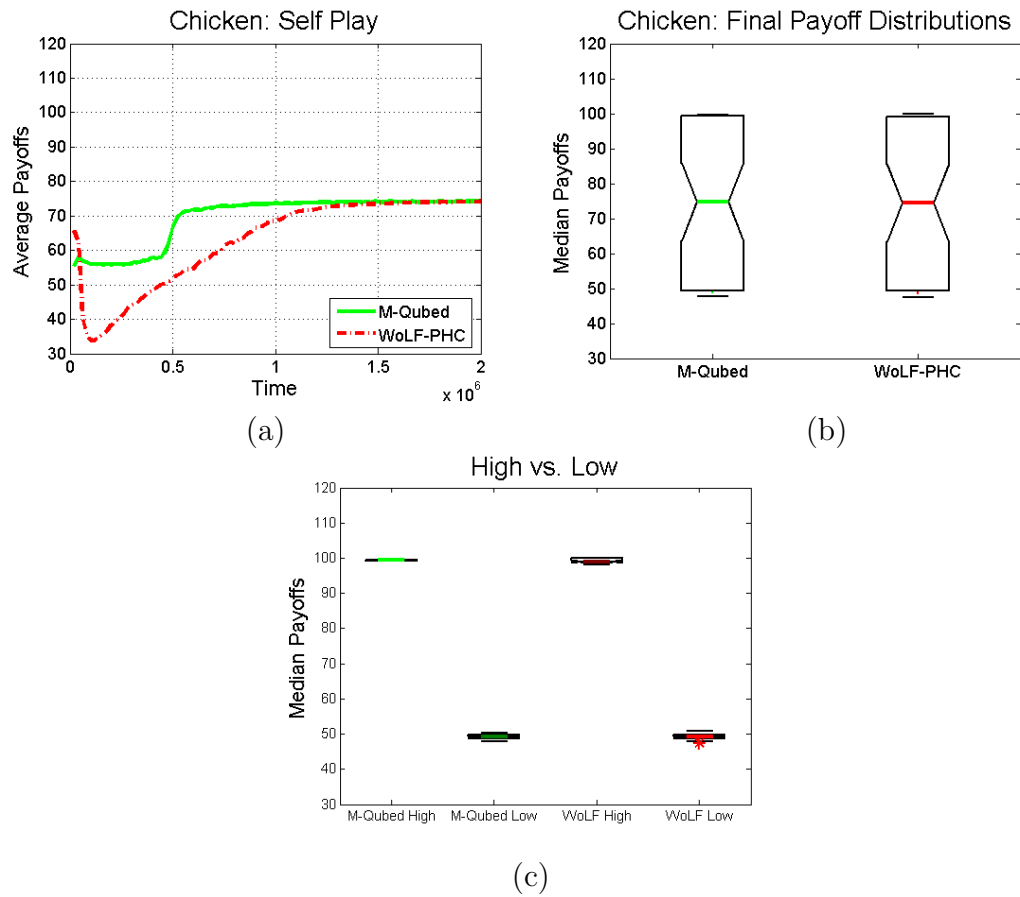 Chicken: Self Play
120
110
100
90
80
70
60
50
40
30
Average Payoffs
M-Qubed
WoLF-PHC
0
0.5
1
1.5
2
Time
x 10^6
(a)
Chicken: Final Payoff Distributions
120
110
100
90
80
70
60
50
40
30
Median Payoffs
M-Qubed
WoLF-PHC
(b)
High vs. Low
120
110
100
90
80
70
60
50
40
30
Median Payoffs
M-Qubed High
M-Qubed Low
WoLF High
WoLF Low
(c)